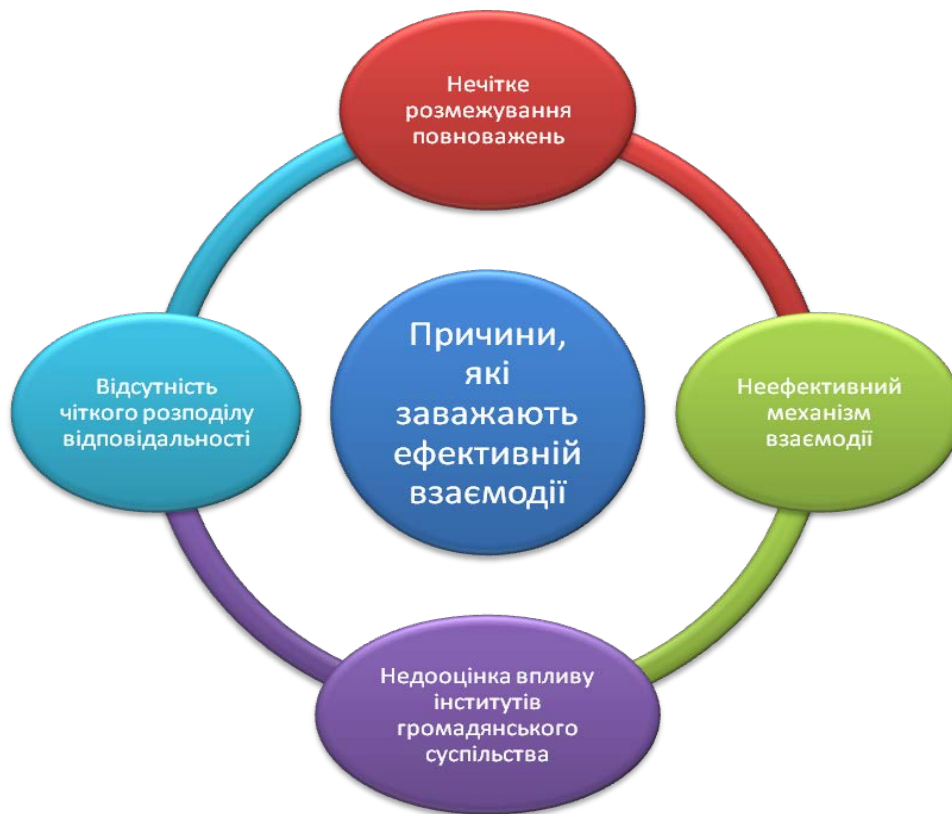 Нечітке
розмежування
повноважень
Причини,
які
заважають
ефективній
взаємодії
Відсутність
чіткого розподілу
відповідальності
Неефективний
механізм
взаємодії
Недооцінка впливу
інститутів
громадянського
суспільства